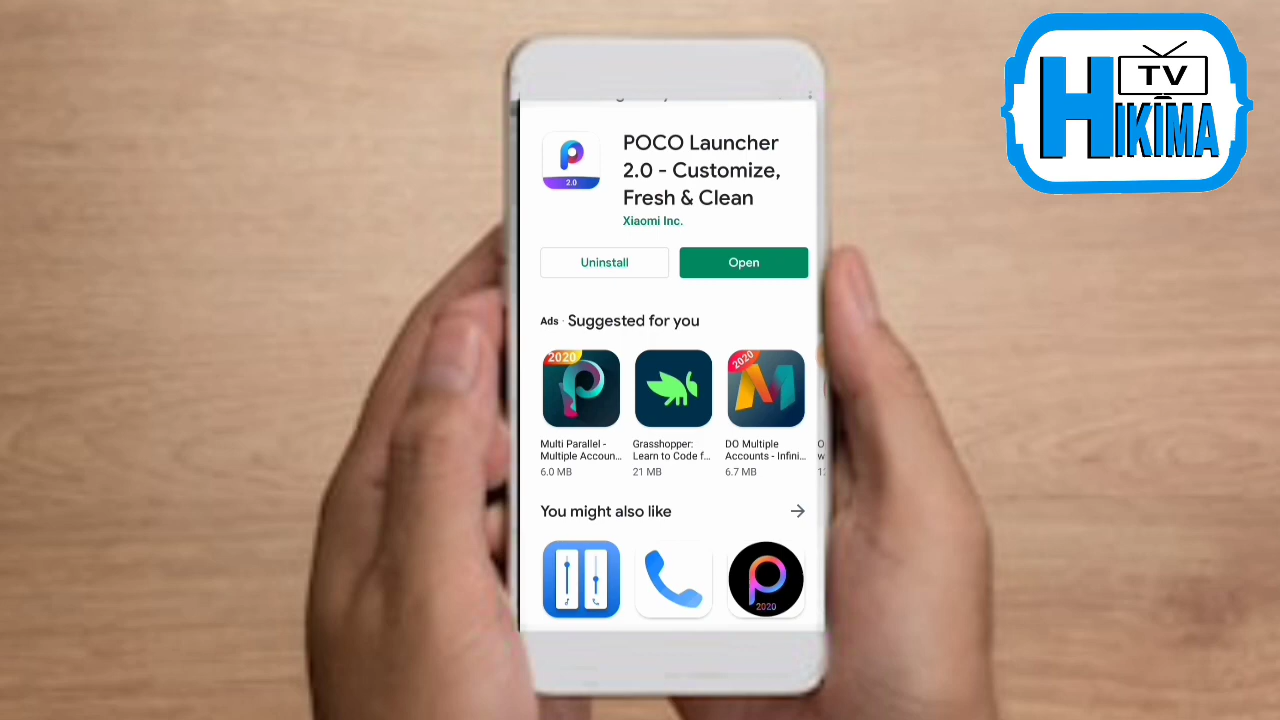 TV
HIKIMA
POCO Launcher
2.0 - Customize,
Fresh & Clean
2.0
Xiaomi Inc.
Uninstall
Open
Ads · Suggested for you
2020
2020
Multi Parallel -
Multiple Accoun...
6.0 MB
Grasshopper:
Learn to Code f...
21 MB
DO Multiple
Accounts - Infini...
6.7 MB
You might also like
2020